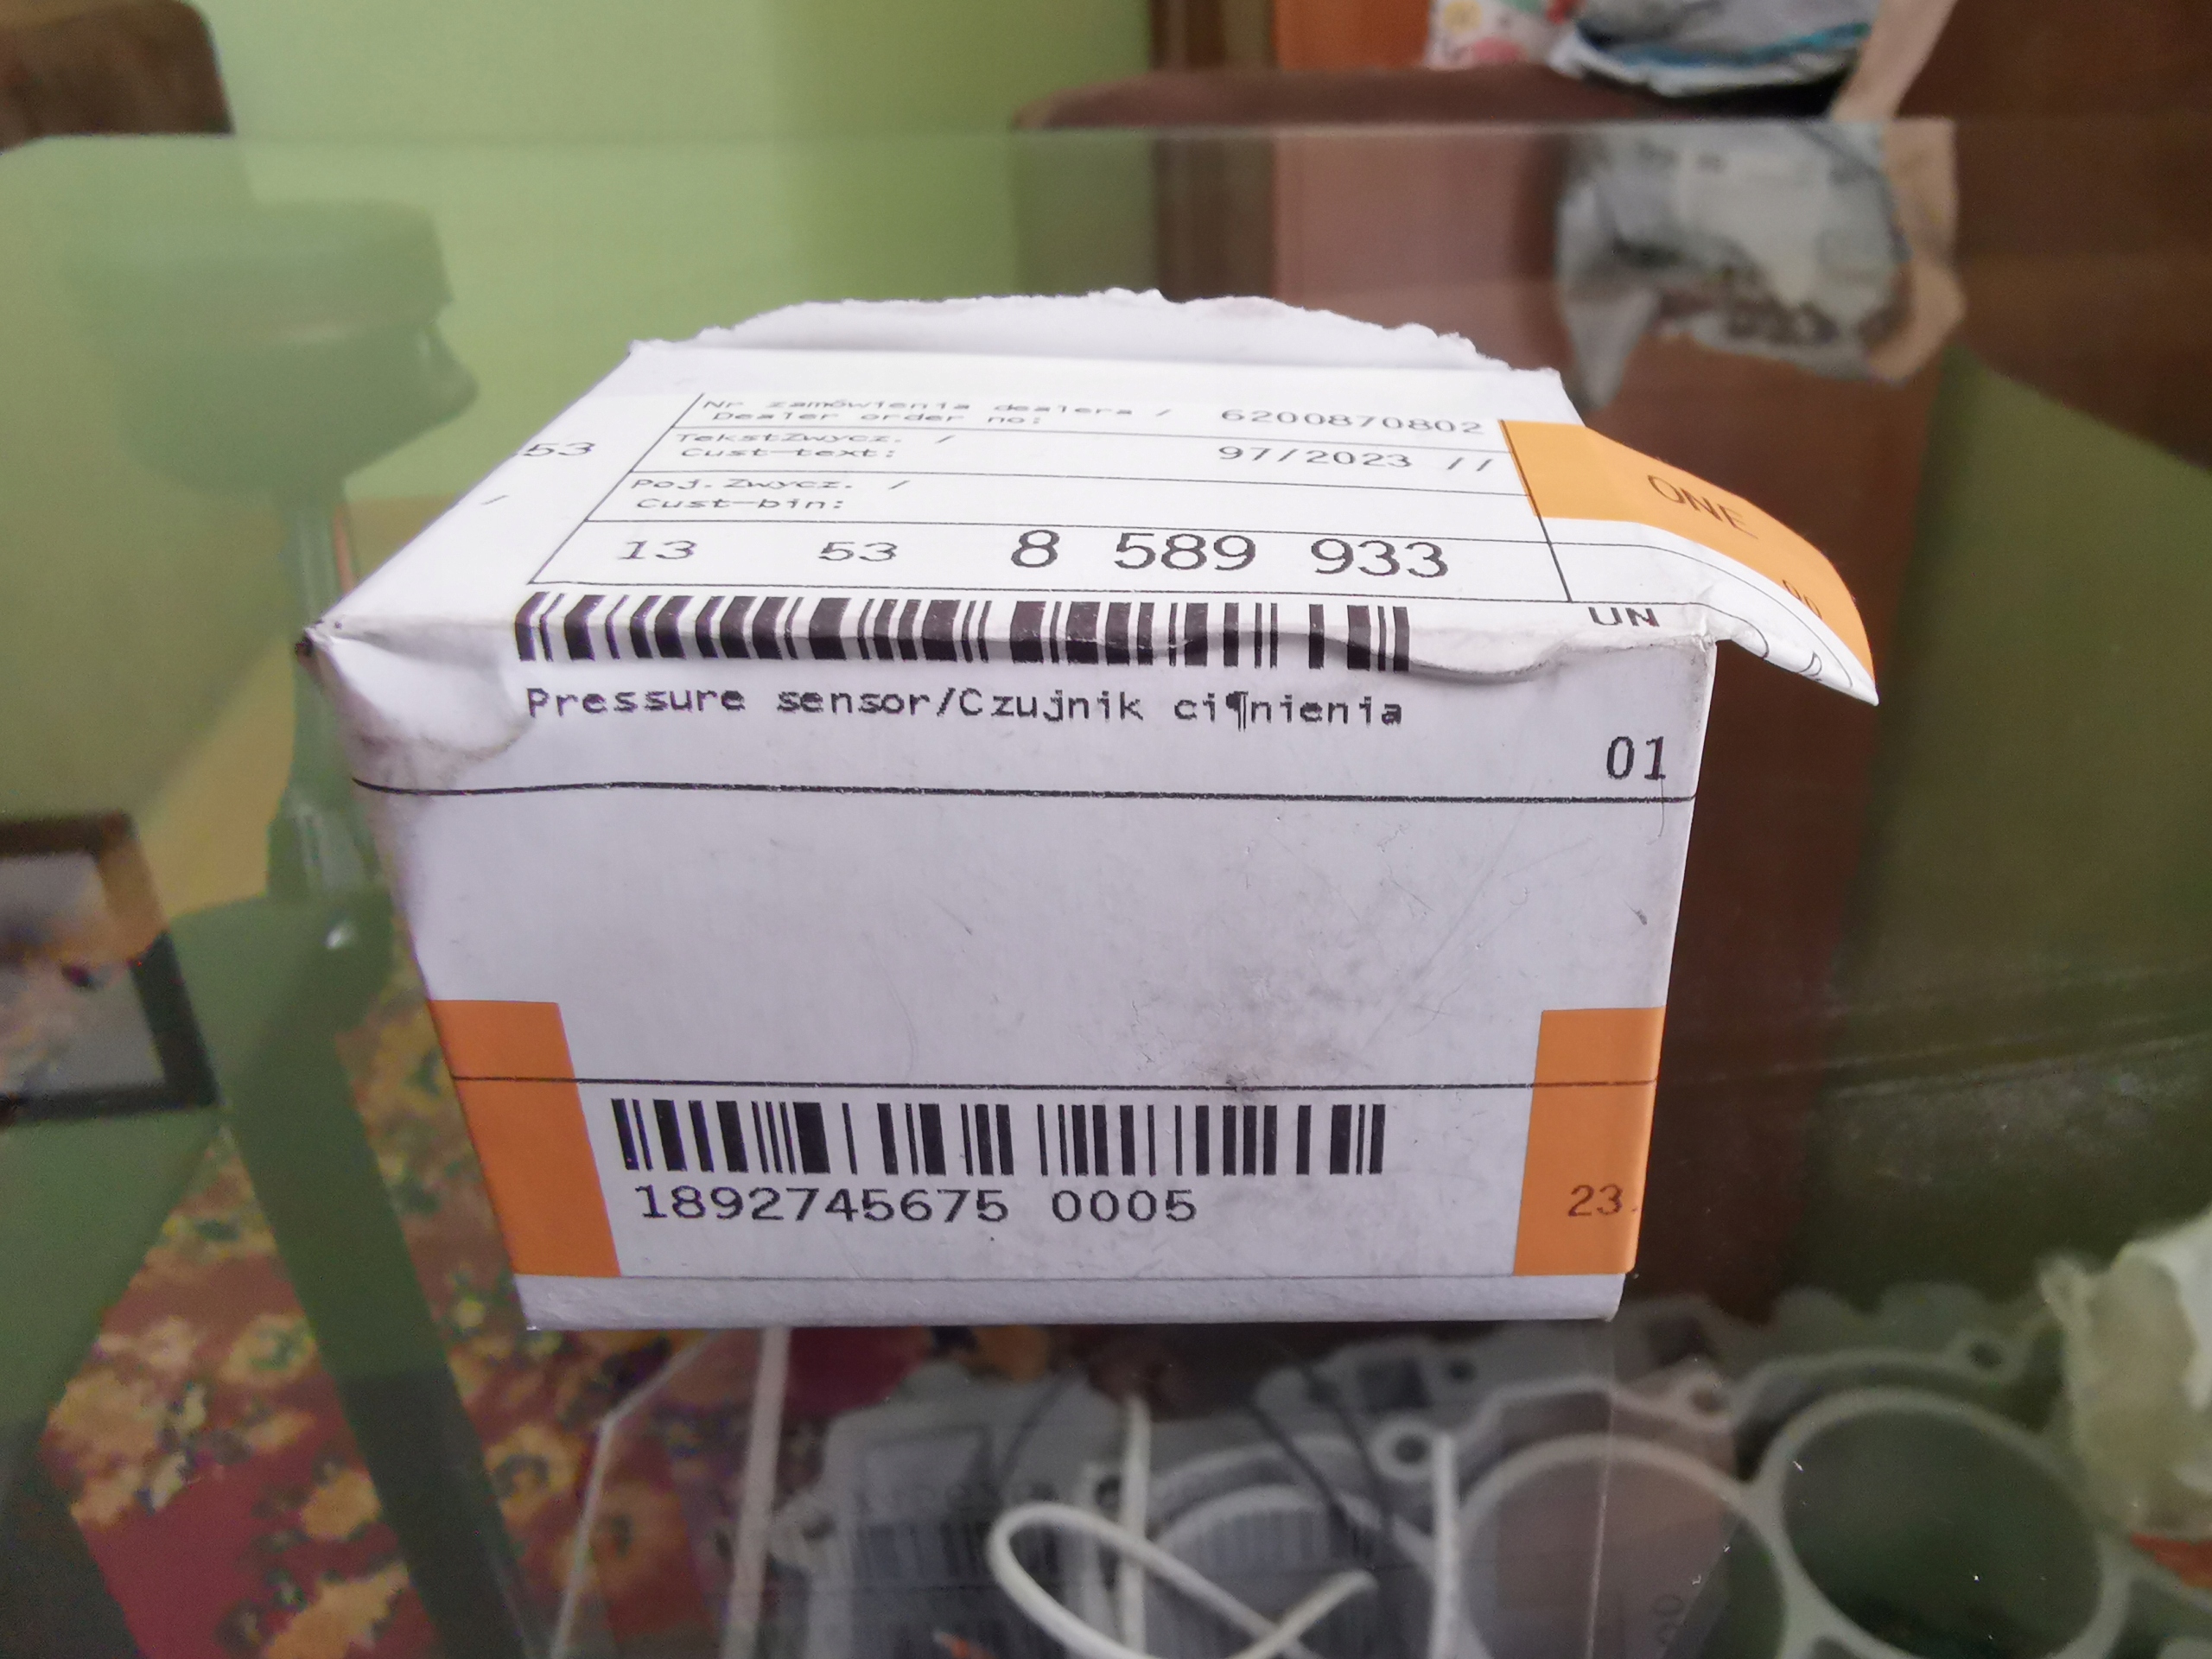 Nr zamówienia dealera /
Dealer order no: 6200870802
TekstZwycz. /
Cust-text: 97/2023 //
53
Poj.Zwycz. /
/
Cust-bin:
ONE
13 53 8 589 933
UN
Pressure sensor/Czujnik ci¶nienia
01
1892745675 0005
23.